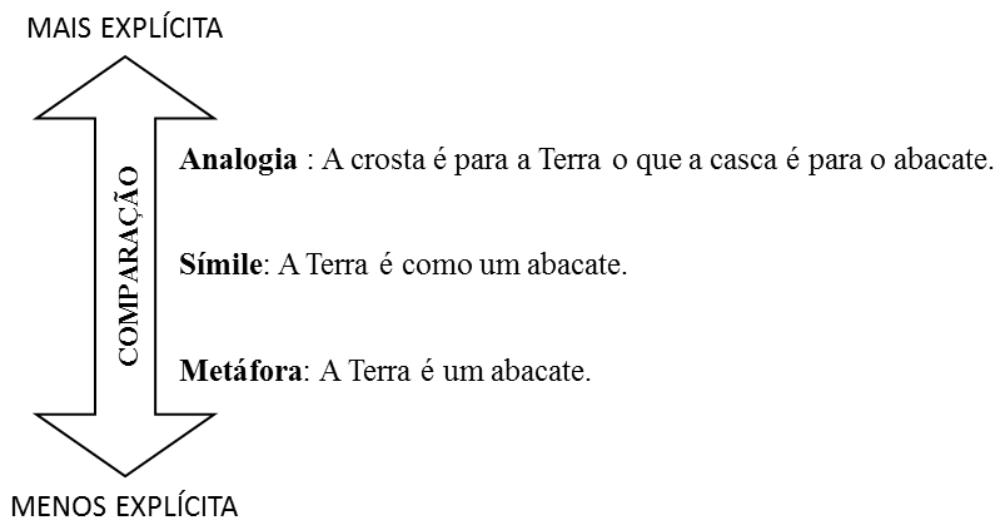 MAIS EXPLÍCITA
COMPARAÇÃO
Analogia : A crosta é para a Terra o que a casca é para o abacate.
Símile: A Terra é como um abacate.
Metáfora: A Terra é um abacate.
MENOS EXPLÍCITA